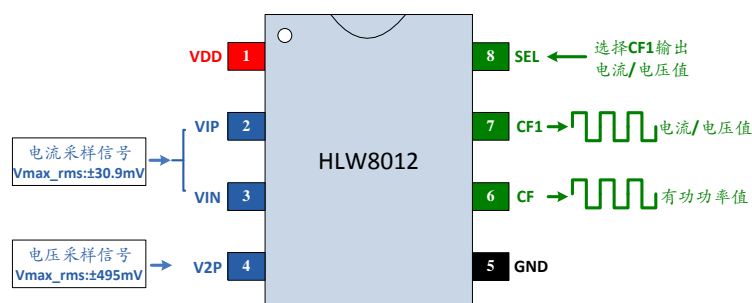 VDD 1
VIP 2
VIN 3
V2P 4
电流采样信号
Vmax_rms:±30.9mV
电压采样信号
Vmax_rms:±495mV
HLW8012
8 SEL
选择CF1输出
电流/电压值
7 CF1
电流/电压值
6 CF
有功功率值
5 GND